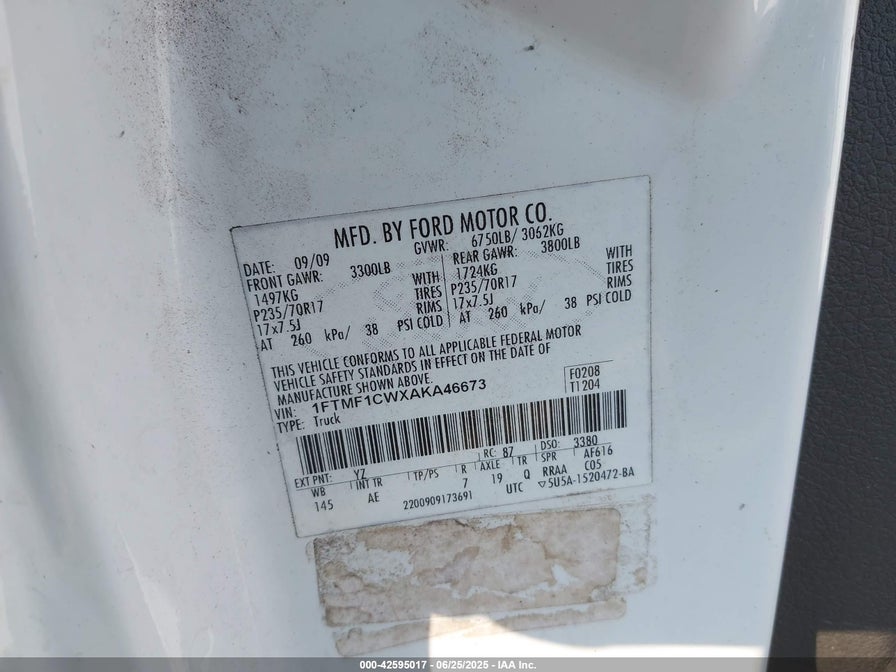 MFD. BY FORD MOTOR CO.
DATE: 09/09 GVWR: 6750LB/ 3062KG
FRONT GAWR: 3300LB REAR GAWR: 3800LB
1497KG WITH 1724KG WITH
P235/70R17 TIRES P235/70R17 TIRES
17x7.5J RIMS 17x7.5J RIMS
AT 260 kPa/ 38 PSI COLD AT 260 kPa/ 38 PSI COLD
THIS VEHICLE CONFORMS TO ALL APPLICABLE FEDERAL MOTOR
VEHICLE SAFETY STANDARDS IN EFFECT ON THE DATE OF
MANUFACTURE SHOWN ABOVE.
VIN: 1FTMF1CWXAKA46673 F0208
TYPE: Truck T1204
EXT PNT: YZ RC: 87 DSO: 3380
WB INT TR TP/PS R AXLE TR SPR AF616
145 AE 7 19 Q RRAA C05
2200909173691 UTC ▽5U5A-1520472-BA
000-42595017 - 06/25/2025 - IAA Inc.